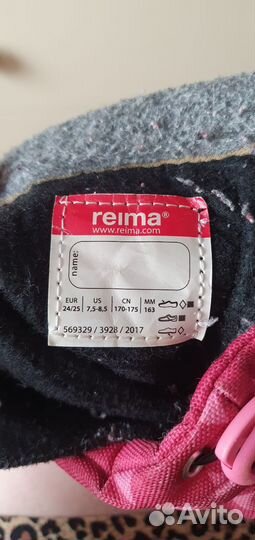 reima®
www.reima.com
name:
EUR US CN MM
24/25 7,5-8,5 170-175 163
569329 / 3928 / 2017
Avito